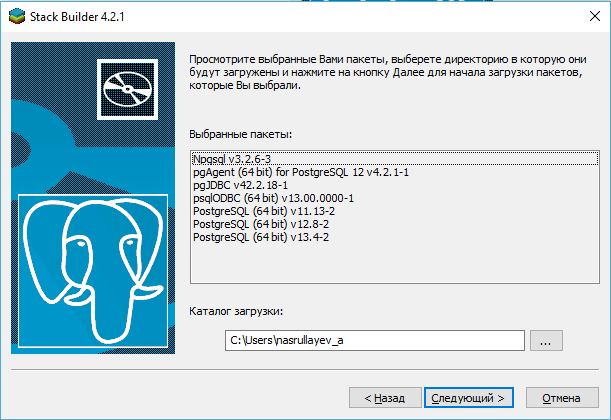 Stack Builder 4.2.1
Просмотрите выбранные Вами пакеты, выберете директорию в которую они
будут загружены и нажмите на кнопку Далее для начала загрузки пакетов,
которые Вы выбрали.
Выбранные пакеты:
Npgsql v3.2.6-3
pgAgent (64 bit) for PostgreSQL 12 v4.2.1-1
pgJDBC v42.2.18-1
psqlODBC (64 bit) v13.00.0000-1
PostgreSQL (64 bit) v11.13-2
PostgreSQL (64 bit) v12.8-2
PostgreSQL (64 bit) v13.4-2
Каталог загрузки:
C:\Users\nasrullayev_a ...
< Назад Следующий > Отмена